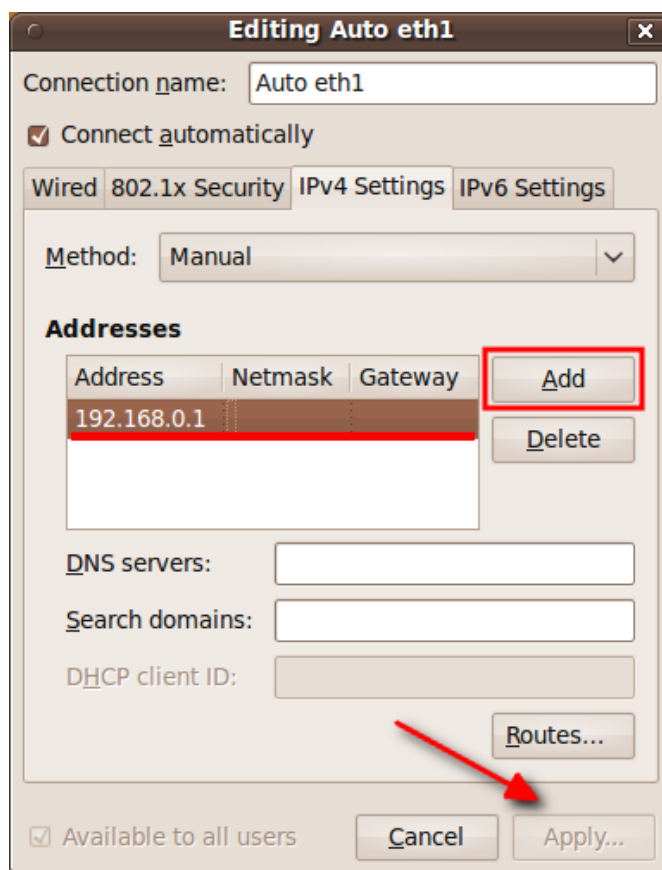 Editing Auto eth1
Connection name: Auto eth1
Connect automatically
Wired 802.1x Security IPv4 Settings IPv6 Settings
Method: Manual
Addresses
Address Netmask Gateway Add
192.168.0.1
Delete
DNS servers:
Search domains:
DHCP client ID:
Routes...
Available to all users Cancel Apply...